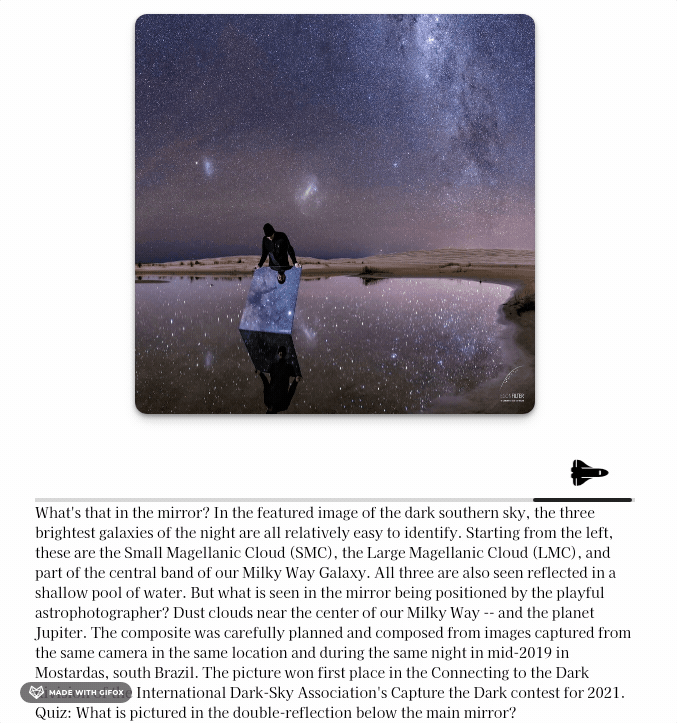 What's that in the mirror? In the featured image of the dark southern sky, the three
brightest galaxies of the night are all relatively easy to identify. Starting from the left,
these are the Small Magellanic Cloud (SMC), the Large Magellanic Cloud (LMC), and
part of the central band of our Milky Way Galaxy. All three are also seen reflected in a
shallow pool of water. But what is seen in the mirror being positioned by the playful
astrophotographer? Dust clouds near the center of our Milky Way -- and the planet
Jupiter. The composite was carefully planned and composed from images captured from
the same camera in the same location and during the same night in mid-2019 in
Mostardas, south Brazil. The picture won first place in the Connecting to the Dark
International Dark-Sky Association's Capture the Dark contest for 2021.
MADE WITH GIFOX
Quiz: What is pictured in the double-reflection below the main mirror?